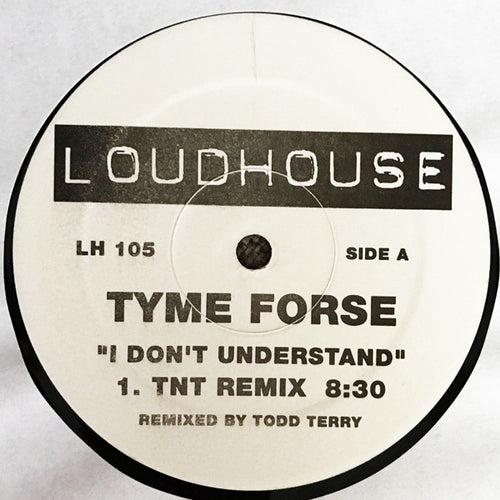 LOUDHOUSE
LH 105 SIDE A
TYME FORSE
"I DON'T UNDERSTAND"
1. TNT REMIX 8:30
REMIXED BY TODD TERRY